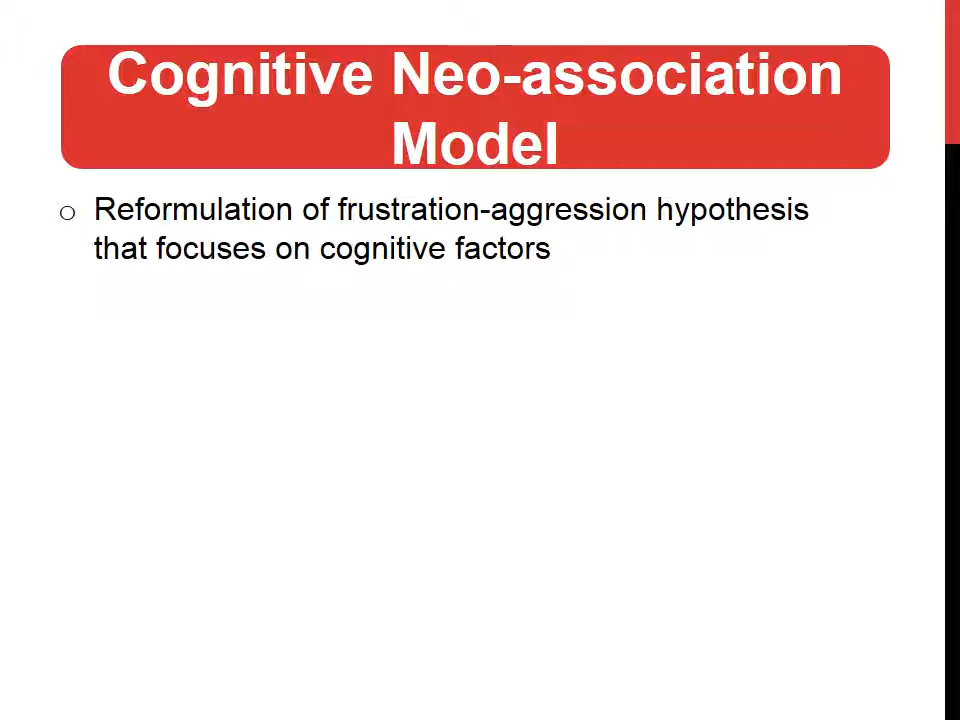 Cognitive Neo-association
Model
o Reformulation of frustration-aggression hypothesis
that focuses on cognitive factors